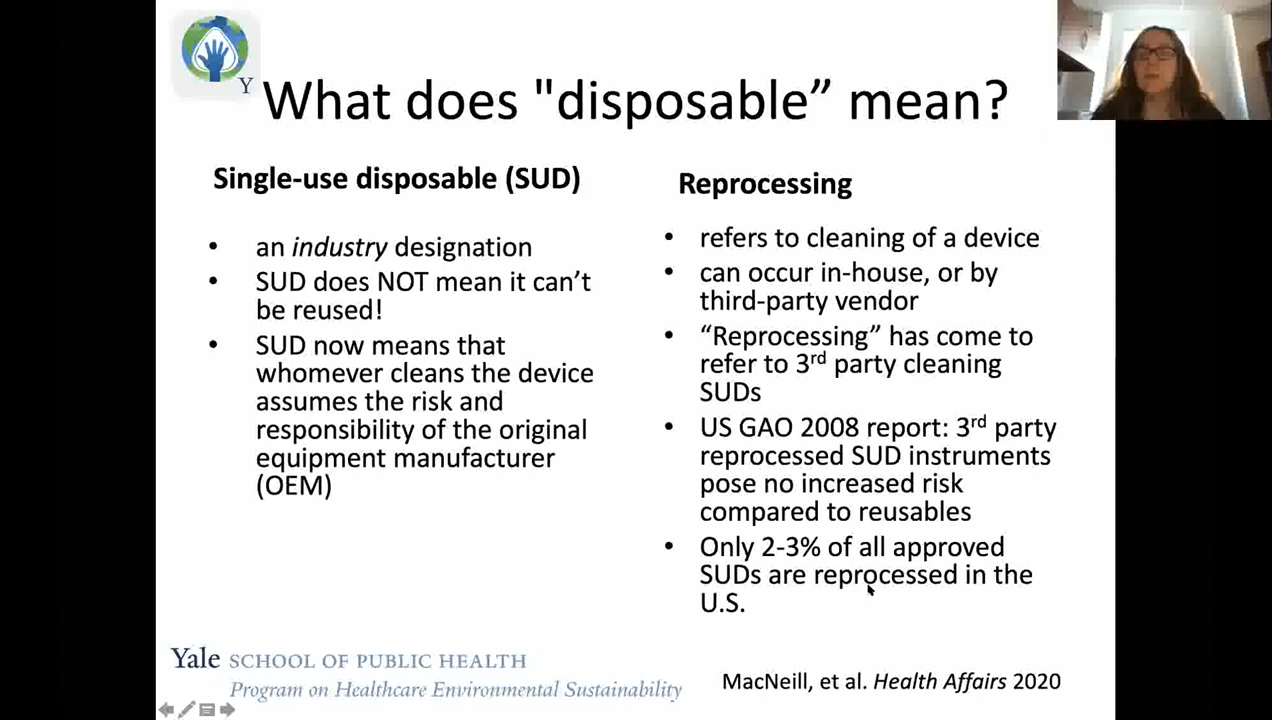 Y
What does "disposable” mean?
Single-use disposable (SUD)
• an industry designation
• SUD does NOT mean it can’t
be reused!
• SUD now means that
whomever cleans the device
assumes the risk and
responsibility of the original
equipment manufacturer
(OEM)
Reprocessing
• refers to cleaning of a device
• can occur in-house, or by
third-party vendor
• “Reprocessing” has come to
refer to 3rd party cleaning
SUDs
• US GAO 2008 report: 3rd party
reprocessed SUD instruments
pose no increased risk
compared to reusables
• Only 2-3% of all approved
SUDs are reprocessed in the
U.S.
Yale SCHOOL OF PUBLIC HEALTH
Program on Healthcare Environmental Sustainability
MacNeill, et al. Health Affairs 2020